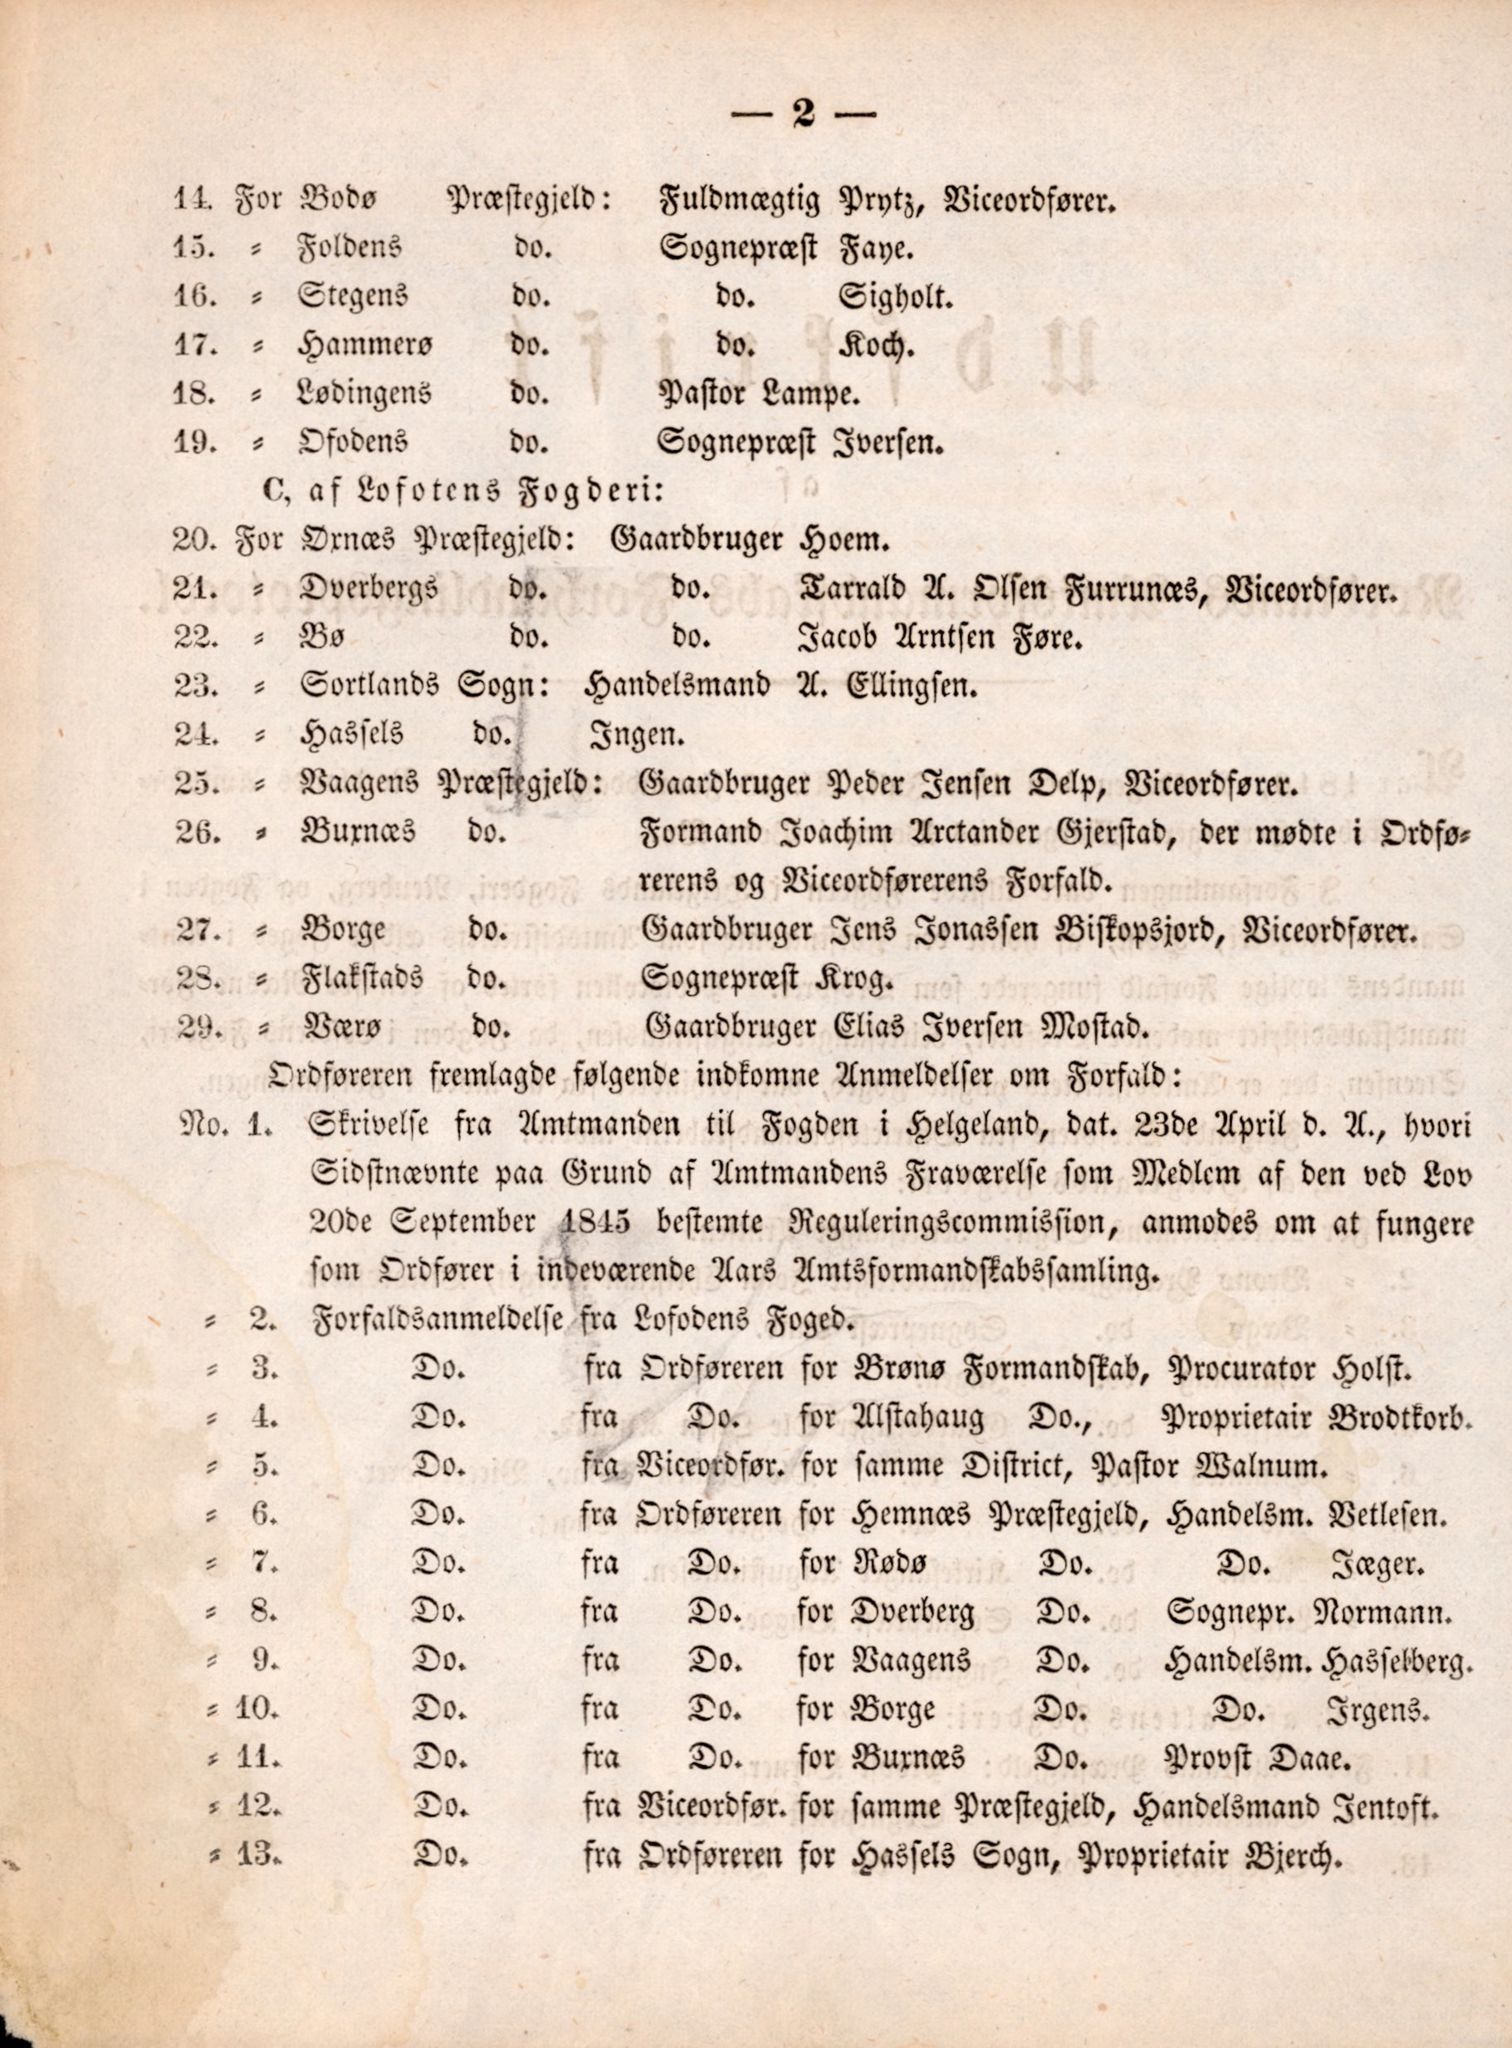 — 2 —
14. For Bodø Præstegjeld: Fuldmægtig Prytz, Viceordfører.
15. „ Foldens do. Sognepræst Faye.
16. „ Stegens do. do. Sigholt.
17. „ Hammerø do. do. Koch.
18. „ Lødingens do. Pastor Lampe.
19. „ Ofodens do. Sognepræst Iversen.
C, af Lofotens Fogderi:
20. For Ørnæs Præstegjeld: Gaardbruger Hoem.
21. „ Dverbergs do. do. Tarrald A. Olsen Furrunæs, Viceordfører.
22. „ Bø do. do. Jacob Arntsen Føre.
23. „ Sortlands Sogn: Handelsmand A. Ellingsen.
24. „ Hassels do. Ingen.
25. „ Vaagens Præstegjeld: Gaardbruger Peder Jensen Delp, Viceordfører.
26. „ Buxnæs do. Formand Joachim Arctander Gjerstad, der mødte i Ordfø-
rerens og Viceordførerens Forfald.
27. „ Borge do. Gaardbruger Jens Jonassen Biskopsjord, Viceordfører.
28. „ Flakstads do. Sognepræst Krog.
29. „ Værø do. Gaardbruger Elias Iversen Mostad.
Ordføreren fremlagde følgende indkomne Anmeldelser om Forfald:
No. 1. Skrivelse fra Amtmanden til Fogden i Helgeland, dat. 23de April d. A., hvori
Sidstnævnte paa Grund af Amtmandens Fraværelse som Medlem af den ved Lov
20de September 1845 bestemte Reguleringscommission, anmodes om at fungere
som Ordfører i indeværende Aars Amtsformandskabssamling.
„ 2. Forfaldsanmeldelse fra Lofodens Foged.
„ 3. Do. fra Ordføreren for Brønø Formandskab, Procurator Holst.
„ 4. Do. fra Do. for Alstahaug Do., Proprietair Brodtkorb.
„ 5. Do. fra Viceordfør. for samme District, Pastor Walnum.
„ 6. Do. fra Ordføreren for Hemnæs Præstegjeld, Handelsm. Vetlesen.
„ 7. Do. fra Do. for Rødø Do. Do. Jæger.
„ 8. Do. fra Do. for Dverberg Do. Sognepr. Normann.
„ 9. Do. fra Do. for Vaagens Do. Handelsm. Hasselberg.
„ 10. Do. fra Do. for Borge Do. Do. Irgens.
„ 11. Do. fra Do. for Buxnæs Do. Provst Daae.
„ 12. Do. fra Viceordfør. for samme Præstegjeld, Handelsmand Jentoft.
„ 13. Do. fra Ordføreren for Hassels Sogn, Proprietair Bjerch.